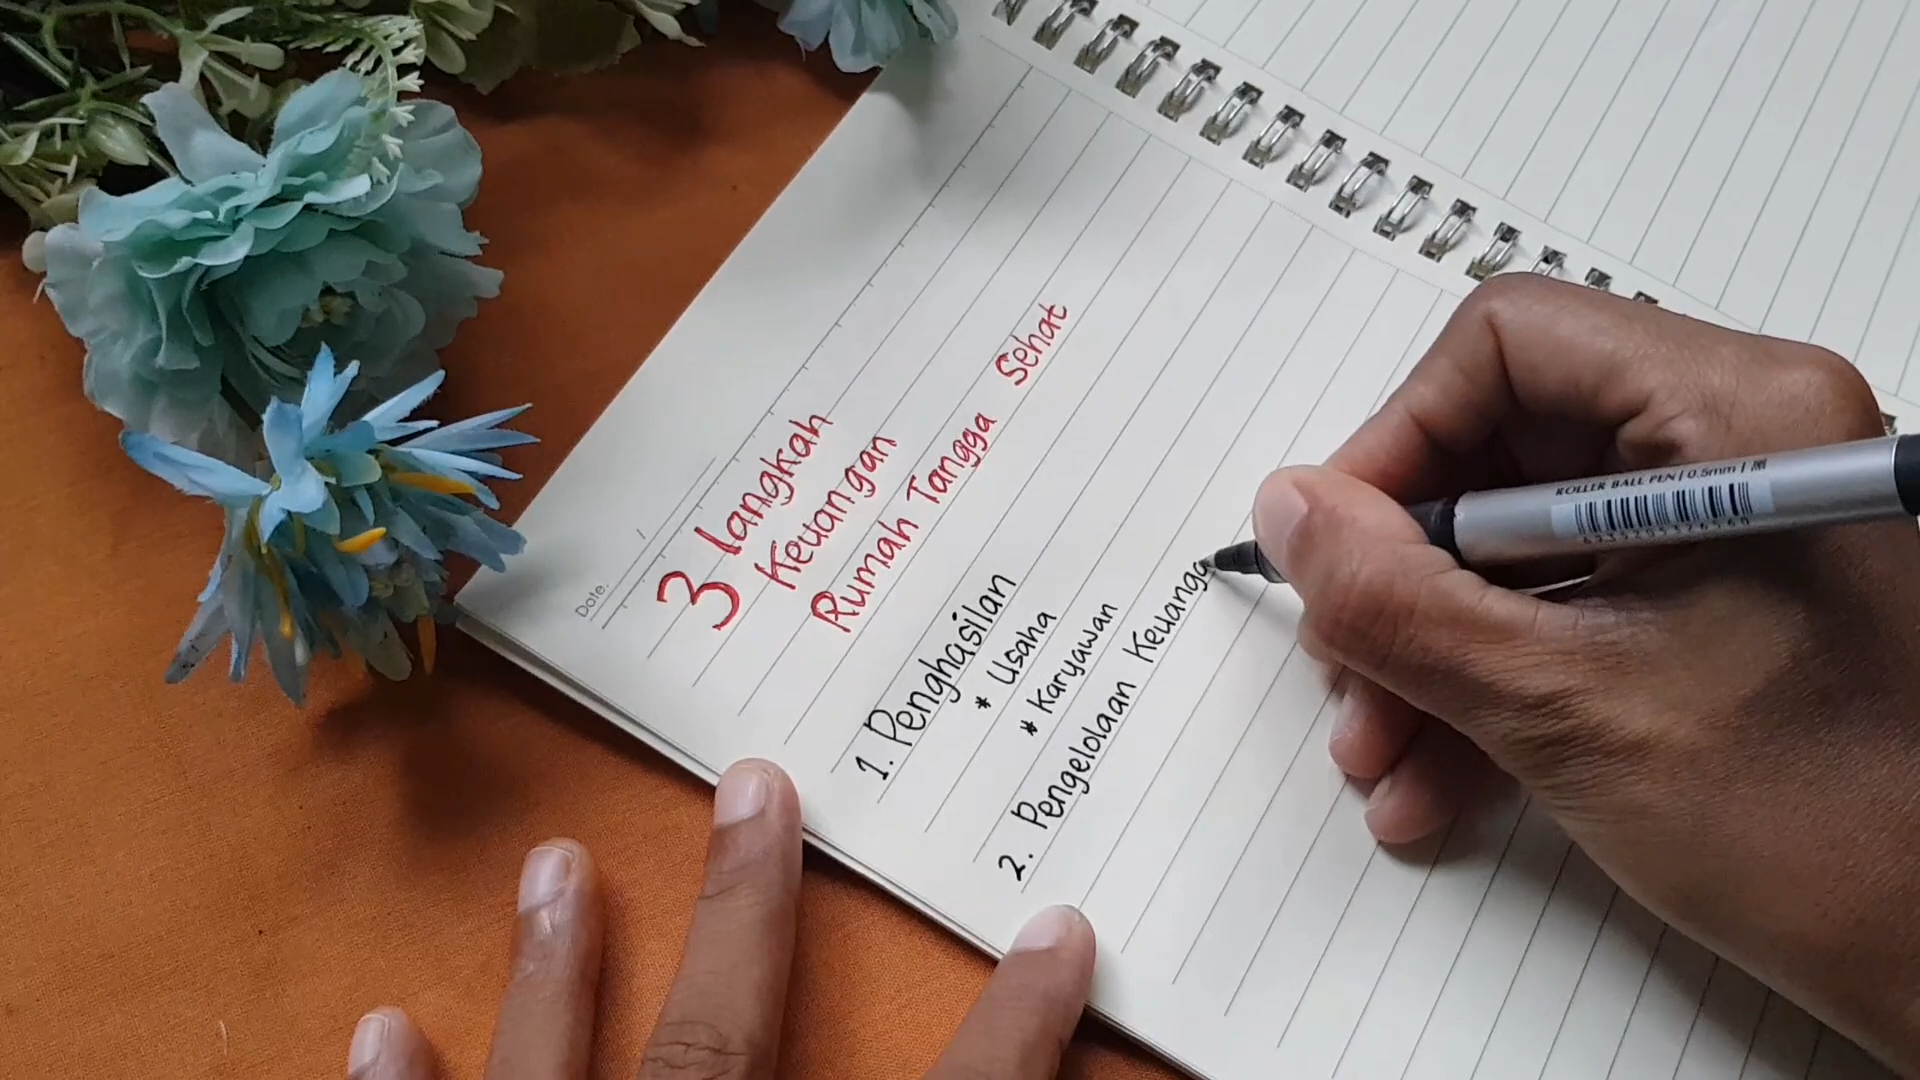 Date.
3 langkah
Keuangan
Rumah Tangga Sehat
1. Penghasilan
* Usaha
* Karyawan
2. Pengelolaan Keuanga
ROLLER BALL PEN | 0.5mm |